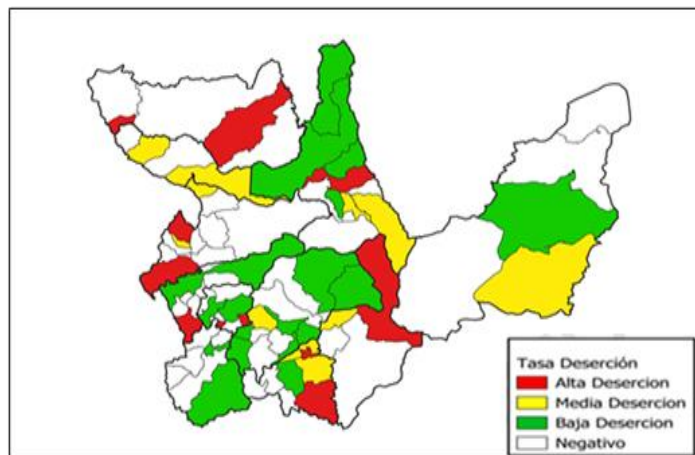 Tasa Deserción
Alta Desercion
Media Desercion
Baja Desercion
Negativo